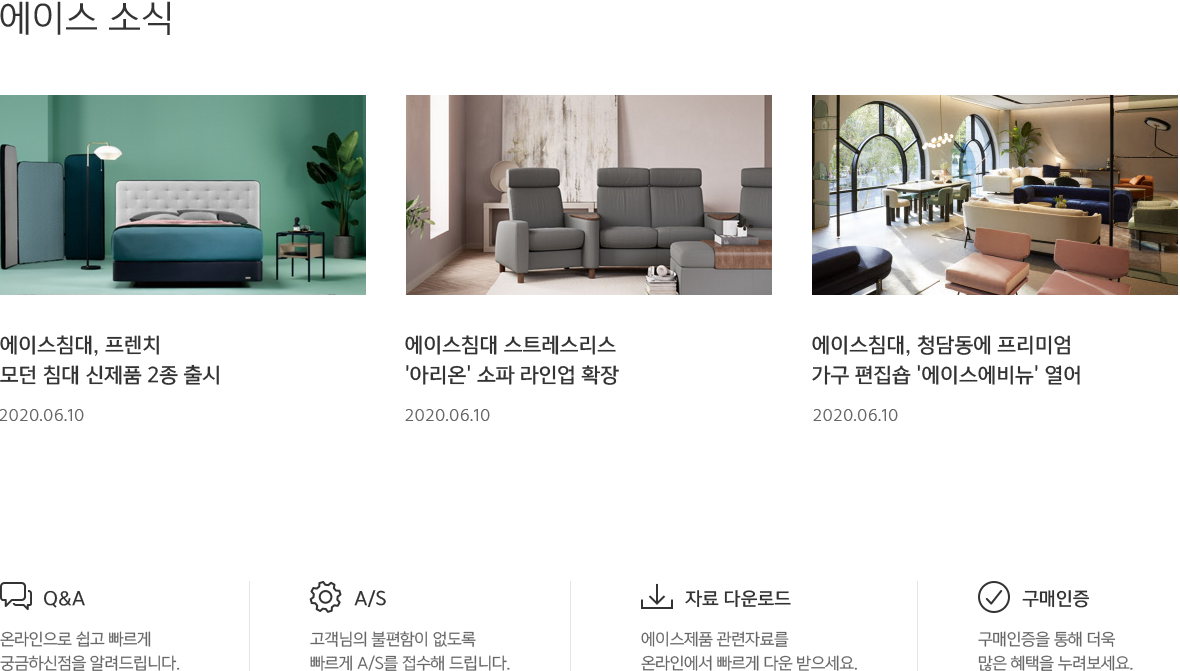 에이스 소식
에이스침대, 프렌치
모던 침대 신제품 2종 출시
2020.06.10
에이스침대 스트레스리스
'아리온' 소파 라인업 확장
2020.06.10
에이스침대, 청담동에 프리미엄
가구 편집숍 '에이스에비뉴' 열어
2020.06.10
Q&A
온라인으로 쉽고 빠르게
궁금하신점을 알려드립니다.
A/S
고객님의 불편함이 없도록
빠르게 A/S를 접수해 드립니다.
자료 다운로드
에이스제품 관련자료를
온라인에서 빠르게 다운 받으세요.
구매인증
구매인증을 통해 더욱
많은 혜택을 누려보세요.